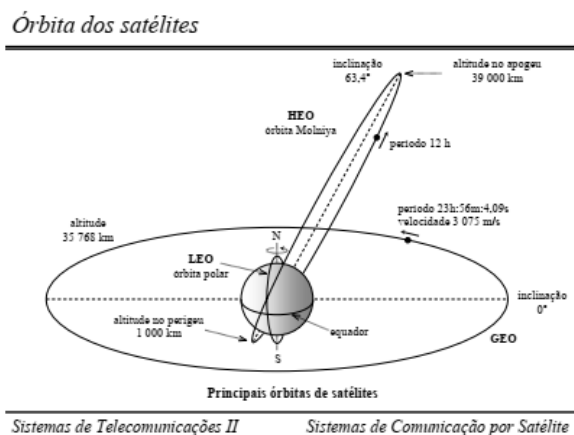 Órbita dos satélites
inclinação
63,4°
altitude no apogeu
39 000 km
HEO
órbita Molniya
período 12 h
período 23h:56m:4,09s
velocidade 3 075 m/s
altitude
35 768 km
N
LEO
órbita polar
inclinação
0°
altitude no perigeu
1 000 km
equador
GEO
S
Principais órbitas de satélites
Sistemas de Telecomunicações II
Sistemas de Comunicação por Satélite